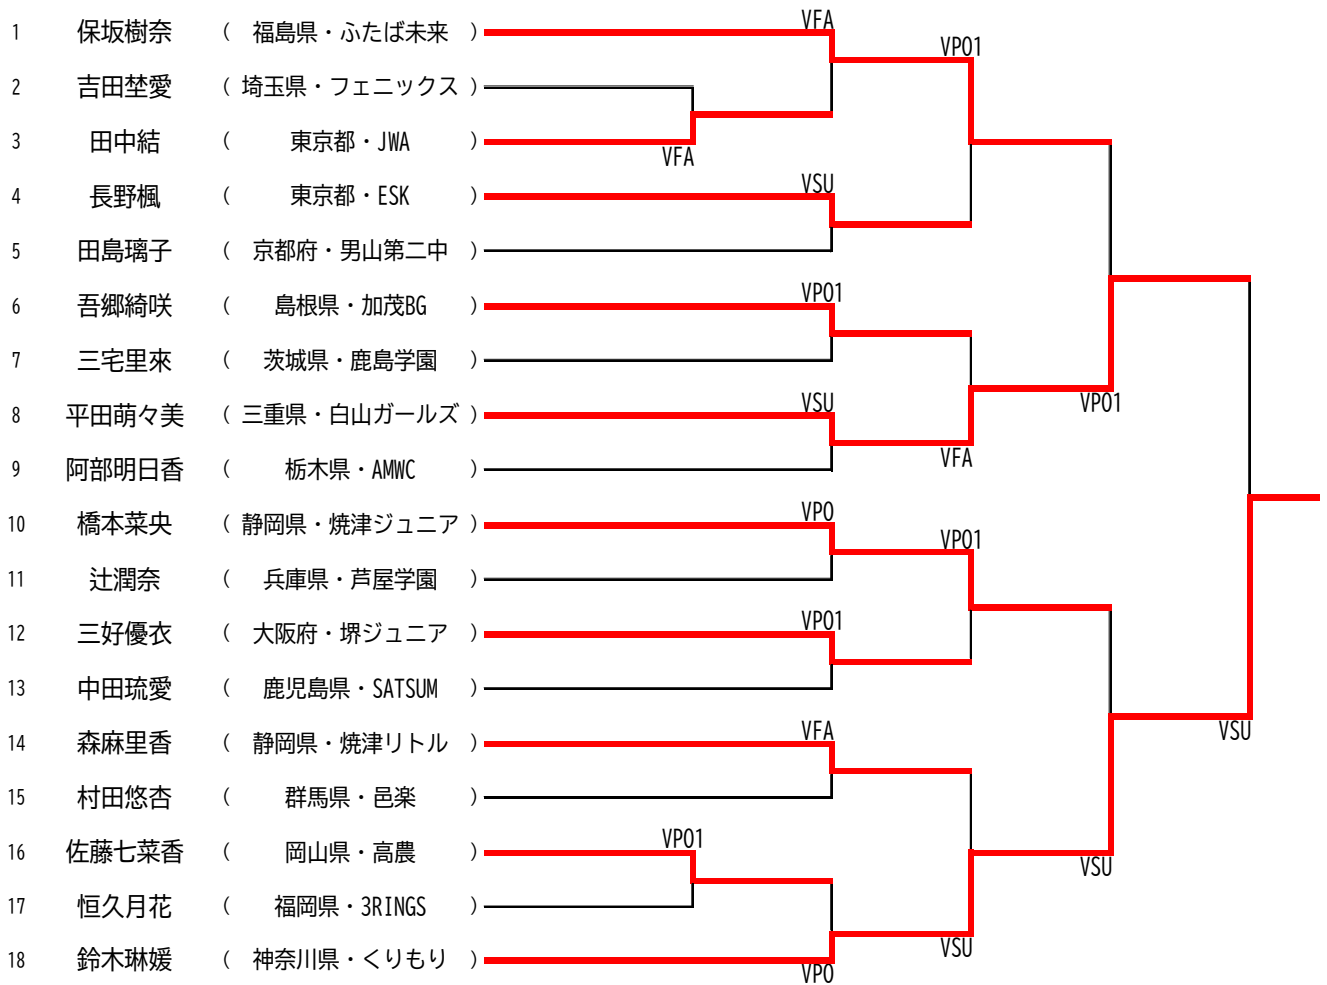 1 保坂樹奈 ( 福島県・ふたば未来 ) VFA
VPO1
2 吉田埜愛 ( 埼玉県・フェニックス )
3 田中結 ( 東京都・JWA )
VFA
4 長野楓 ( 東京都・ESK ) VSU
5 田島璃子 ( 京都府・男山第二中 )
6 吾郷綺咲 ( 島根県・加茂BG ) VPO1
7 三宅里來 ( 茨城県・鹿島学園 )
8 平田萌々美 ( 三重県・白山ガールズ ) VSU VPO1
9 阿部明日香 ( 栃木県・AMWC ) VFA
10 橋本菜央 ( 静岡県・焼津ジュニア ) VPO
VPO1
11 辻潤奈 ( 兵庫県・芦屋学園 )
12 三好優衣 ( 大阪府・堺ジュニア ) VPO1
13 中田琉愛 ( 鹿児島県・SATSUM )
14 森麻里香 ( 静岡県・焼津リトル ) VFA VSU
15 村田悠杏 ( 群馬県・邑楽 )
16 佐藤七菜香 ( 岡山県・高農 ) VPO1 VSU
17 恒久月花 ( 福岡県・3RINGS )
18 鈴木琳媛 ( 神奈川県・くりもり ) VPO VSU